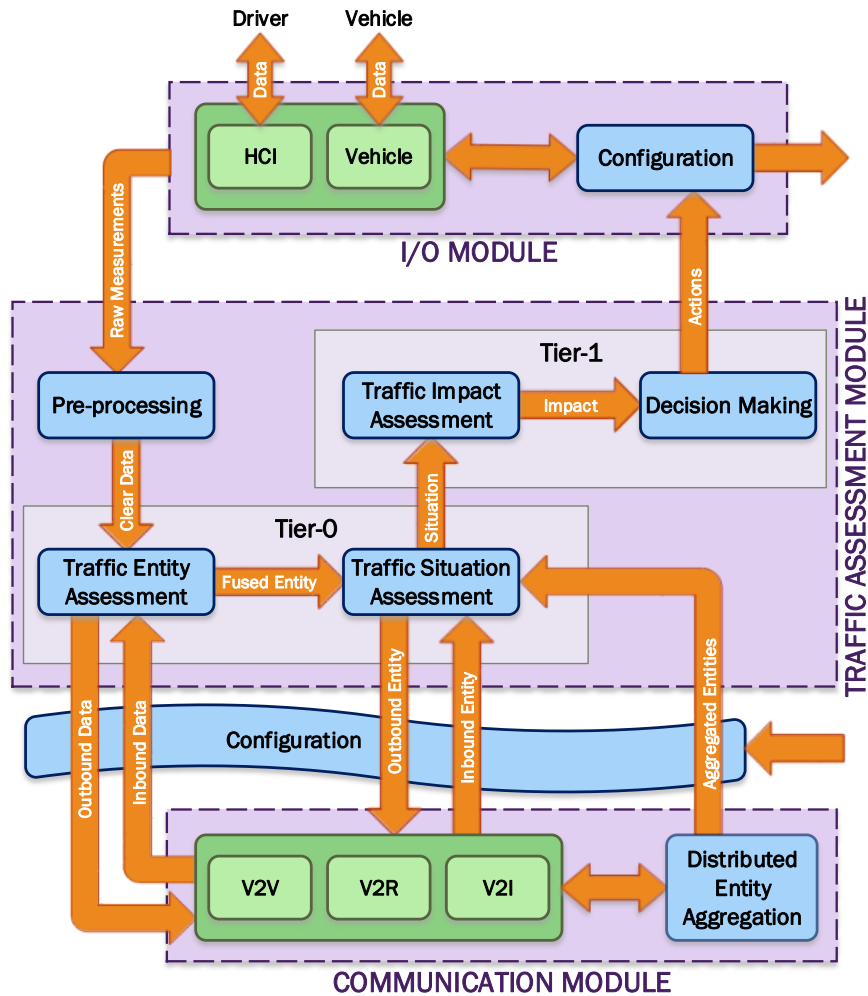 Driver
Vehicle
Data
Data
HCI
Vehicle
Configuration
I/O MODULE
Raw Measurements
Actions
TRAFFIC ASSESSMENT MODULE
Tier-1
Pre-processing
Traffic Impact
Assessment
Impact
Decision Making
Clear Data
Situation
Tier-0
Traffic Entity
Assessment
Fused Entity
Traffic Situation
Assessment
Outbound Data
Inbound Data
Outbound Entity
Inbound Entity
Aggregated Entities
Configuration
V2V
V2R
V2I
Distributed
Entity
Aggregation
COMMUNICATION MODULE